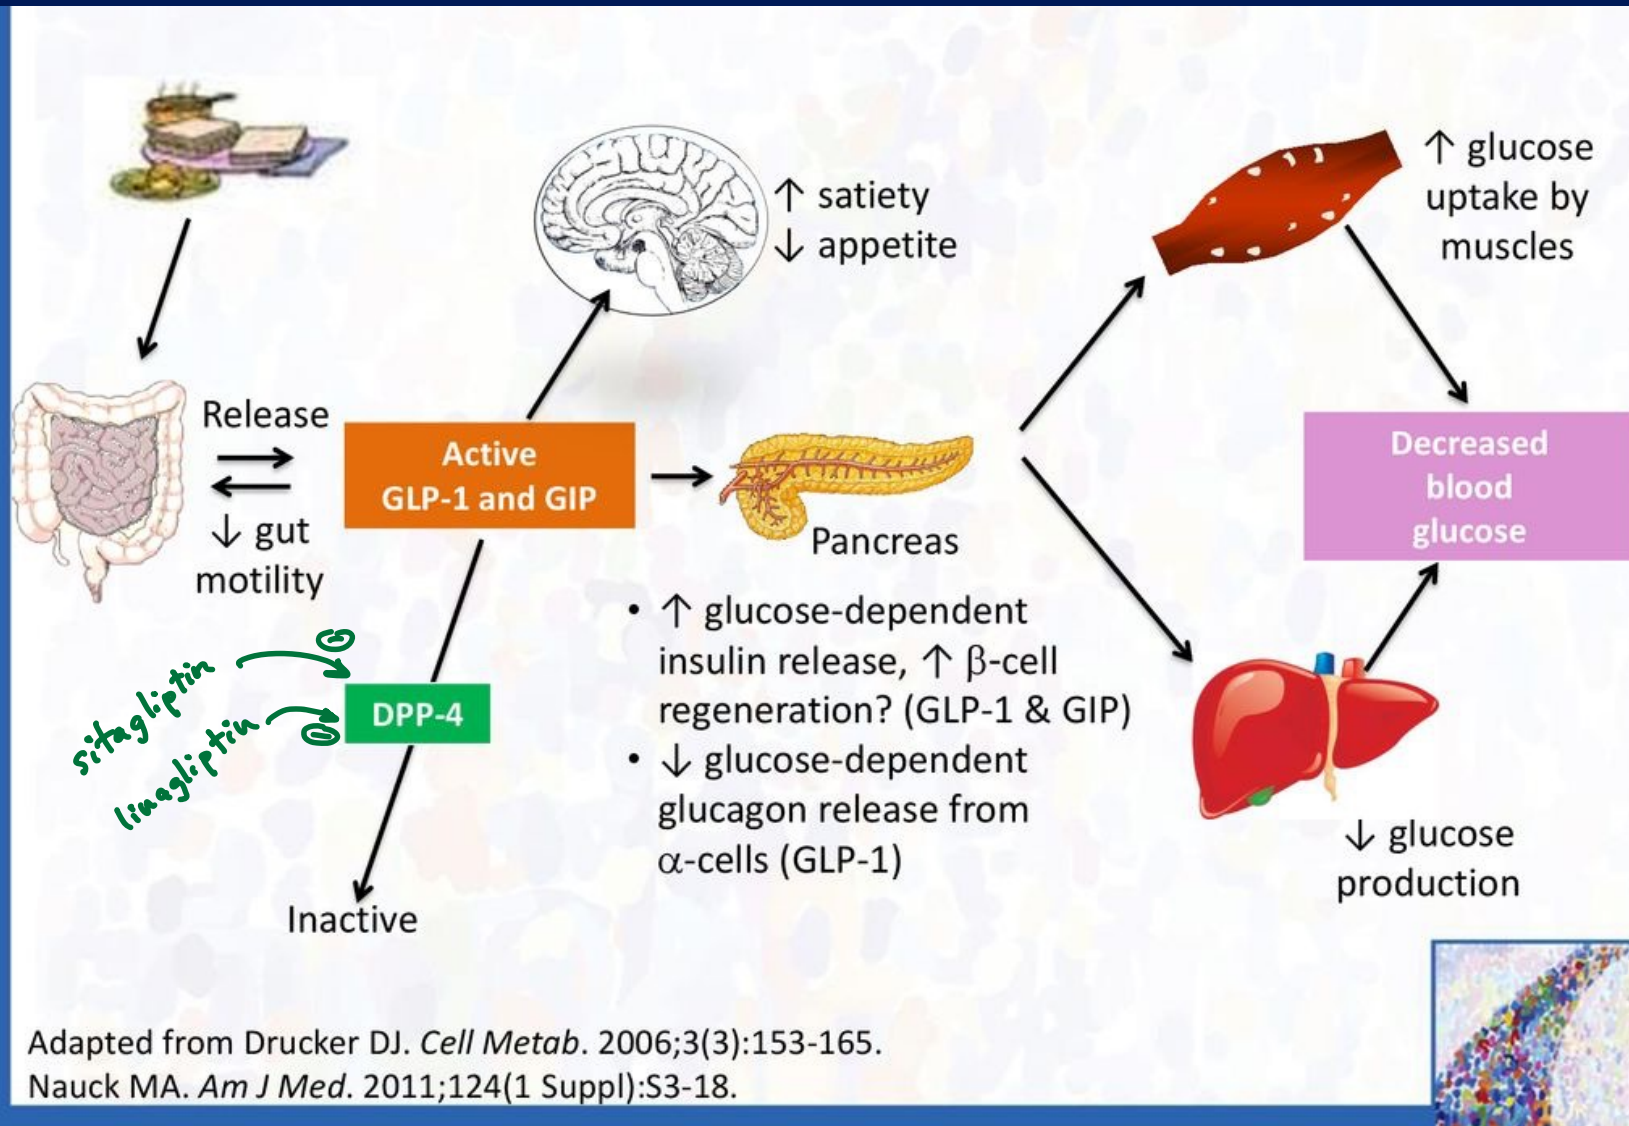 ↑ satiety
↓ appetite
↑ glucose
uptake by
muscles
Release
↓ gut
motility
Active
GLP-1 and GIP
Pancreas
Decreased
blood
glucose
• ↑ glucose-dependent
insulin release, ↑ β-cell
regeneration? (GLP-1 & GIP)
• ↓ glucose-dependent
glucagon release from
α-cells (GLP-1)
sitagliptin
linagliptin
DPP-4
Inactive
↓ glucose
production
Adapted from Drucker DJ. Cell Metab. 2006;3(3):153-165.
Nauck MA. Am J Med. 2011;124(1 Suppl):S3-18.